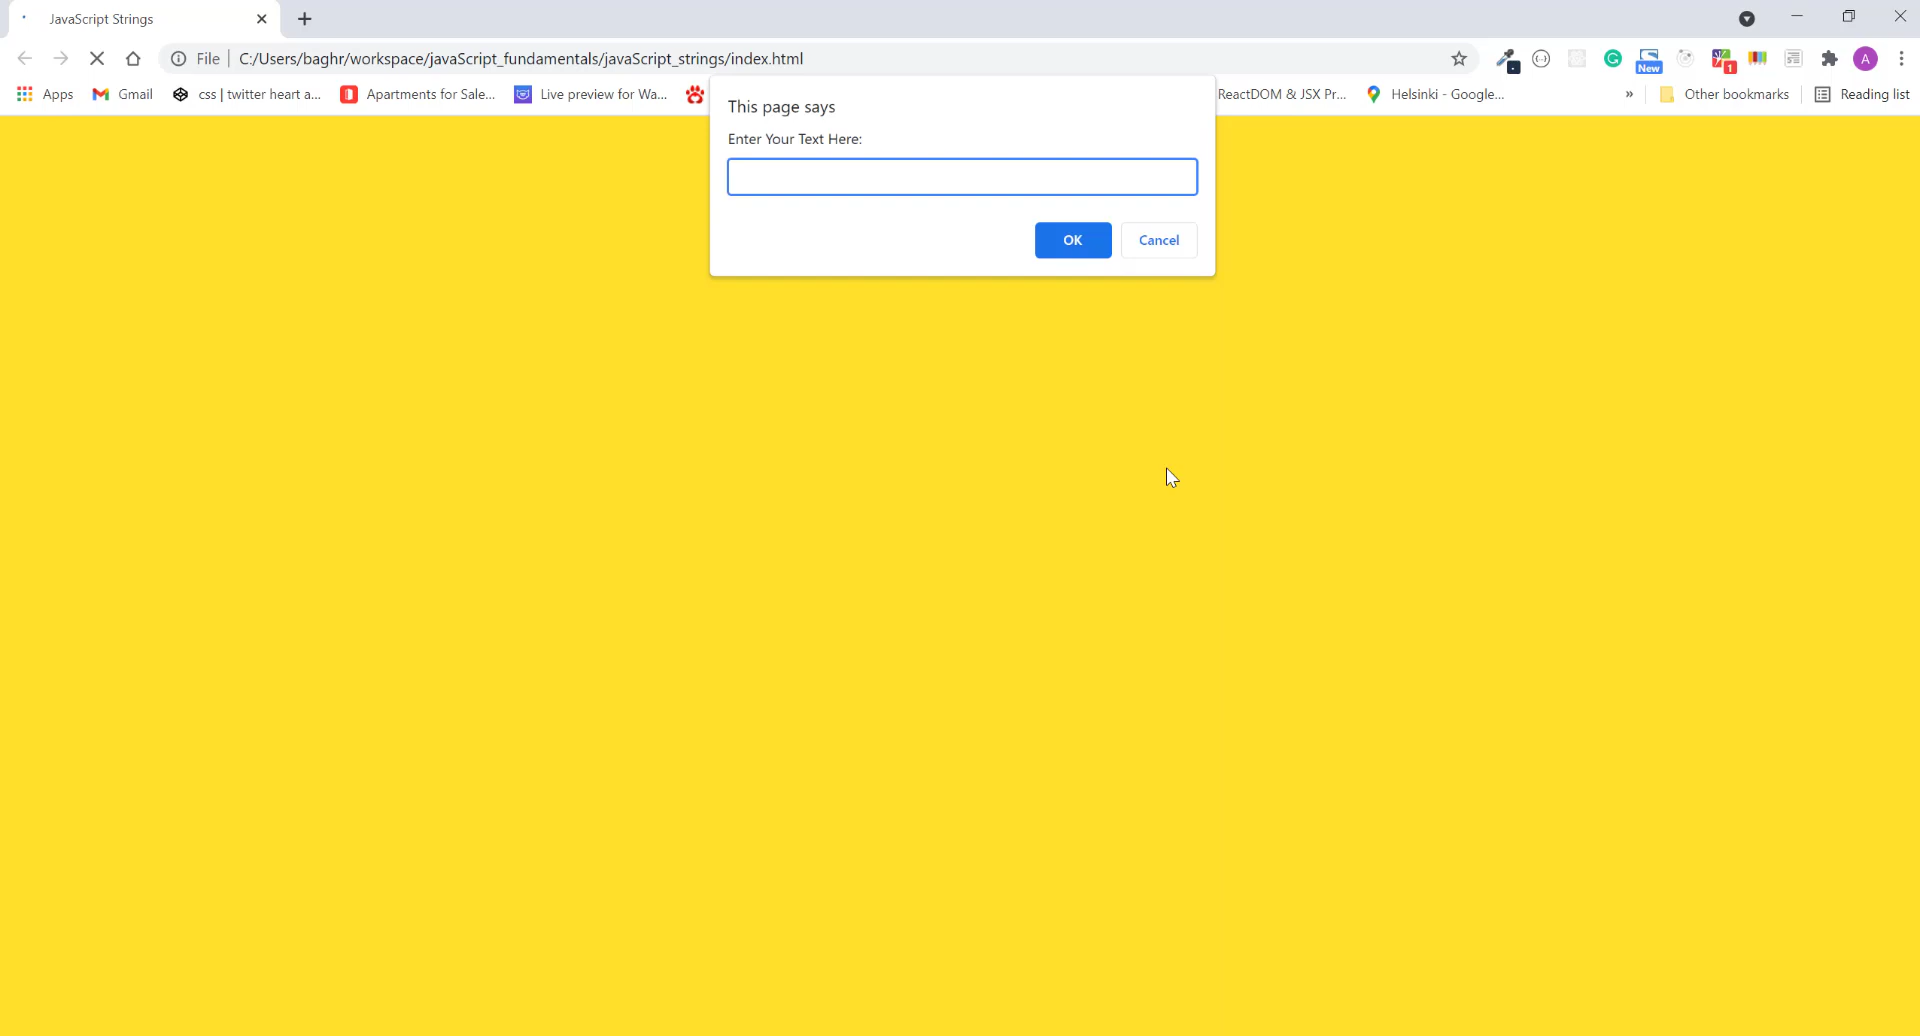 JavaScript Strings
File
C:/Users/baghr/workspace/javaScript_fundamentals/javaScript_strings/index.html
New
1
A
Apps
Gmail
css | twitter heart a...
Apartments for Sale...
Live preview for Wa...
ReactDOM & JSX Pr...
Helsinki - Google...
»
Other bookmarks
Reading list
This page says
Enter Your Text Here:
OK
Cancel